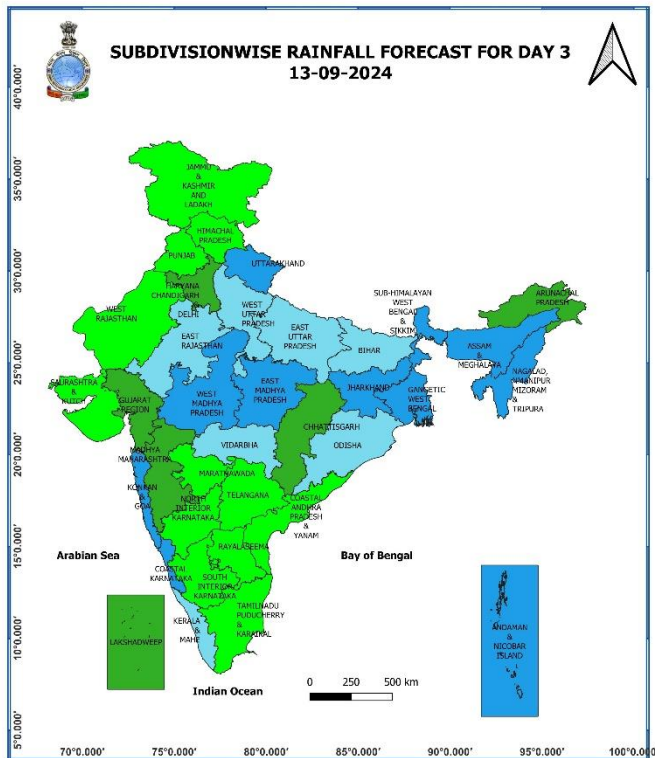 SUBDIVISIONWISE RAINFALL FORECAST FOR DAY 3
13-09-2024
40°0.000'
35°0.000'
30°0.000'
25°0.000'
20°0.000'
15°0.000'
10°0.000'
5°0.000'
JAMMU
&
KASHMIR
AND
LADAKH
HIMACHAL
PRADESH
PUNJAB
UTTARAKHAND
HARYANA
CHANDIGARH
DELHI
WEST
RAJASTHAN
WEST
UTTAR
PRADESH
EAST
RAJASTHAN
EAST
UTTAR
PRADESH
BIHAR
SUB-HIMALAYAN
WEST
BENGAL
&
SIKKIM
ARUNACHAL
PRADESH
ASSAM
&
MEGHALAYA
NAGALAD,
MANIPUR
MIZORAM
&
TRIPURA
SAURASHTRA
&
KUTCH
GUJARAT
REGION
WEST
MADHYA
PRADESH
EAST
MADHYA
PRADESH
JHARKHAND
GANGETIC
WEST
BENGAL
CHHATTISGARH
ODISHA
VIDARBHA
MADHYA
MAHARASHTRA
KONKAN
&
GOA
MARATHAWADA
TELANGANA
NORTH
INTERIOR
KARNATAKA
COASTAL
ANDHRA
PRADESH
&
YANAM
RAYALASEEMA
COASTAL
KARNATAKA
SOUTH
INTERIOR
KARNATAKA
TAMILNADU
PUDUCHERRY
&
KARAIKAL
KERALA
&
MAHE
LAKSHADWEEP
ANDAMAN
&
NICOBAR
ISLAND
Arabian Sea
Bay of Bengal
Indian Ocean
0 250 500 km
70°0.000' 75°0.000' 80°0.000' 85°0.000' 90°0.000' 95°0.000' 100°0.000'